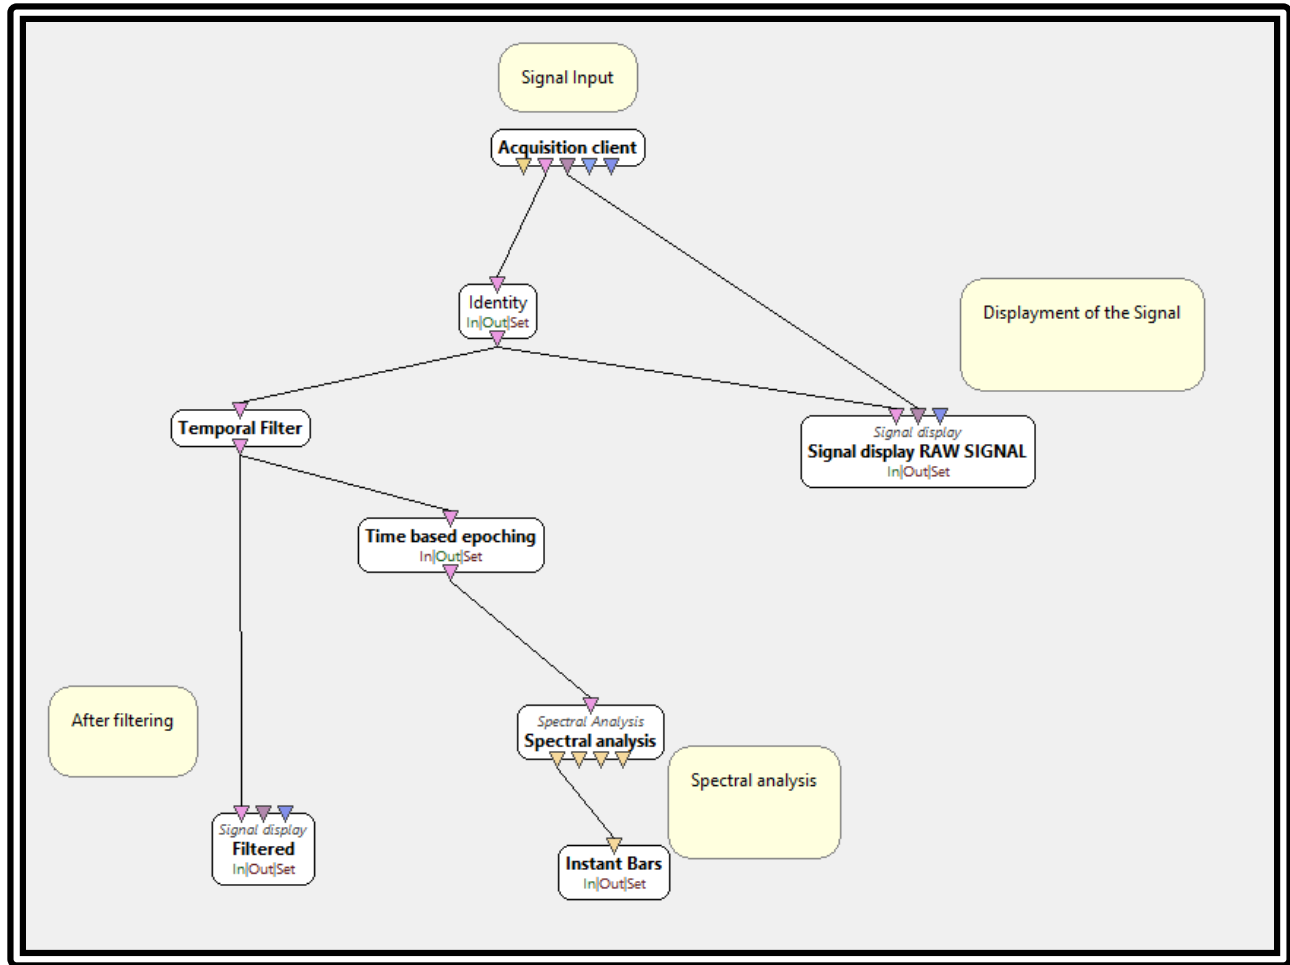 Signal Input
Acquisition client
Identity
In|Out|Set
Displayment of the Signal
Temporal Filter
Signal display
Signal display RAW SIGNAL
In|Out|Set
Time based epoching
In|Out|Set
After filtering
Spectral Analysis
Spectral analysis
Spectral analysis
Signal display
Filtered
In|Out|Set
Instant Bars
In|Out|Set